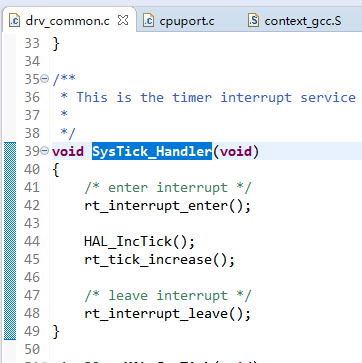 drv_common.c cpuport.c context_gcc.S
33 }
34
35 /**
36 * This is the timer interrupt service
37 *
38 */
39 void SysTick_Handler(void)
40 {
41 /* enter interrupt */
42 rt_interrupt_enter();
43
44 HAL_IncTick();
45 rt_tick_increase();
46
47 /* leave interrupt */
48 rt_interrupt_leave();
49 }
50